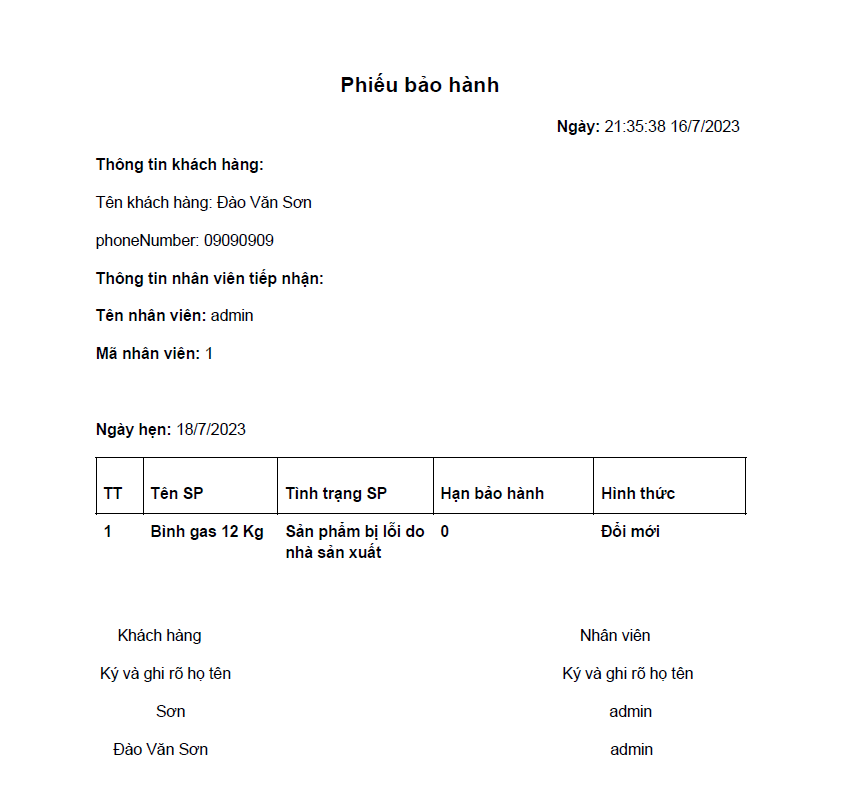 Phiếu bảo hành
Ngày: 21:35:38 16/7/2023
Thông tin khách hàng:
Tên khách hàng: Đào Văn Sơn
phoneNumber: 09090909
Thông tin nhân viên tiếp nhận:
Tên nhân viên: admin
Mã nhân viên: 1
Ngày hẹn: 18/7/2023
TT Tên SP Tình trạng SP Hạn bảo hành Hình thức
1 Bình gas 12 Kg Sản phẩm bị lỗi do 0 Đổi mới
nhà sản xuất
Khách hàng Nhân viên
Ký và ghi rõ họ tên Ký và ghi rõ họ tên
Sơn admin
Đào Văn Sơn admin